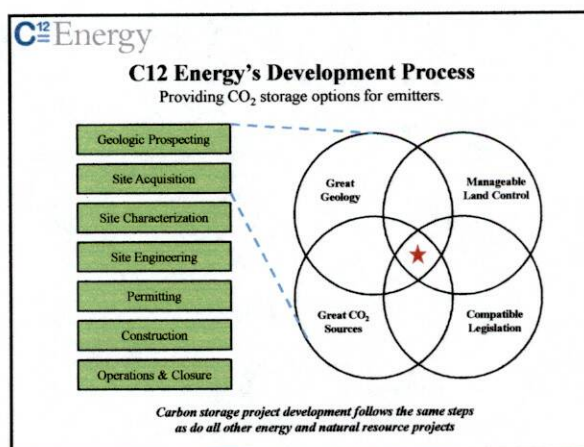 C12 Energy
C12 Energy's Development Process
Providing CO2 storage options for emitters.
Geologic Prospecting
Site Acquisition
Site Characterization
Site Engineering
Permitting
Construction
Operations & Closure
Great
Geology
Manageable
Land Control
Great CO2
Sources
Compatible
Legislation
Carbon storage project development follows the same steps
as do all other energy and natural resource projects